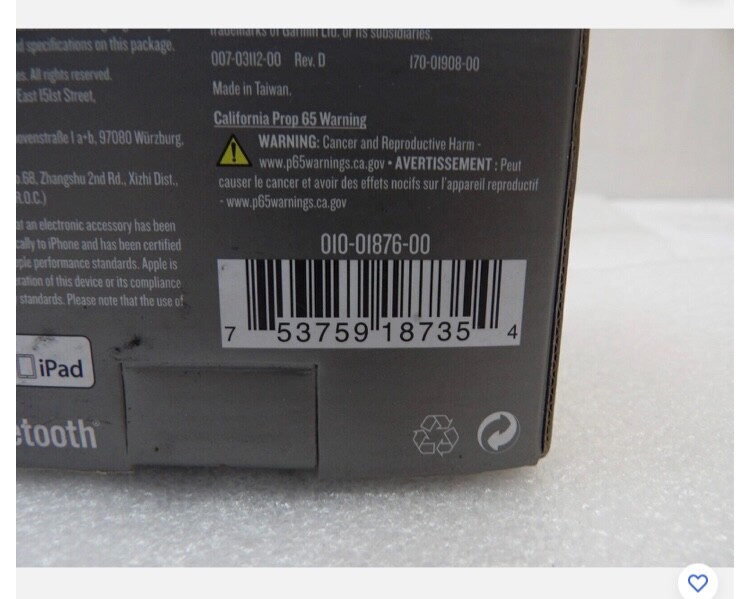 trademarks of Garmin Ltd. or its subsidiaries.
007-03112-00 Rev. D 170-01908-00
Made in Taiwan.
California Prop 65 Warning
WARNING: Cancer and Reproductive Harm -
www.p65warnings.ca.gov • AVERTISSEMENT : Peut
causer le cancer et avoir des effets nocifs sur l'appareil reproductif
- www.p65warnings.ca.gov
010-01876-00
7 53759 18735 4
d specifications on this package.
es. All rights reserved.
East 151st Street,
ovenstraße 1 a+b, 97080 Würzburg,
.68, Zhangshu 2nd Rd., Xizhi Dist.,
R.O.C.)
at an electronic accessory has been
cally to iPhone and has been certified
ple performance standards. Apple is
eration of this device or its compliance
standards. Please note that the use of
iPad
etooth